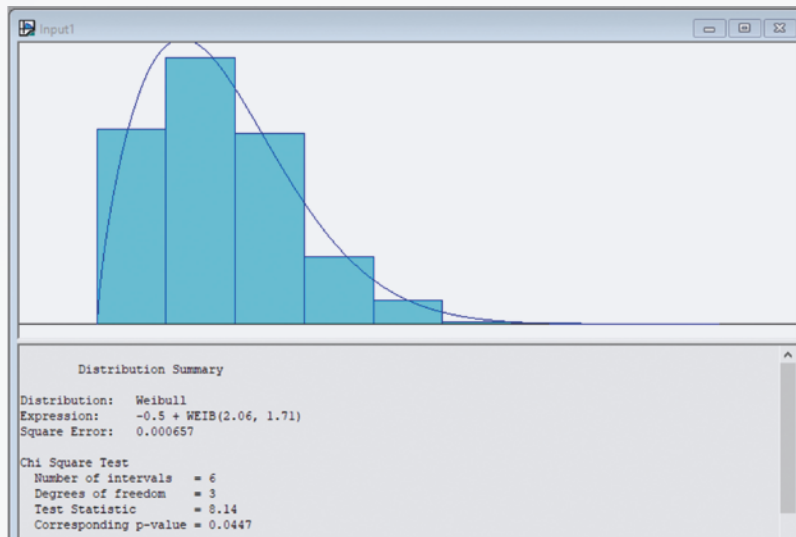 Input1
Distribution Summary
Distribution: Weibull
Expression: -0.5 + WEIB(2.06, 1.71)
Square Error: 0.000657
Chi Square Test
Number of intervals = 6
Degrees of freedom = 3
Test Statistic = 8.14
Corresponding p-value = 0.0447